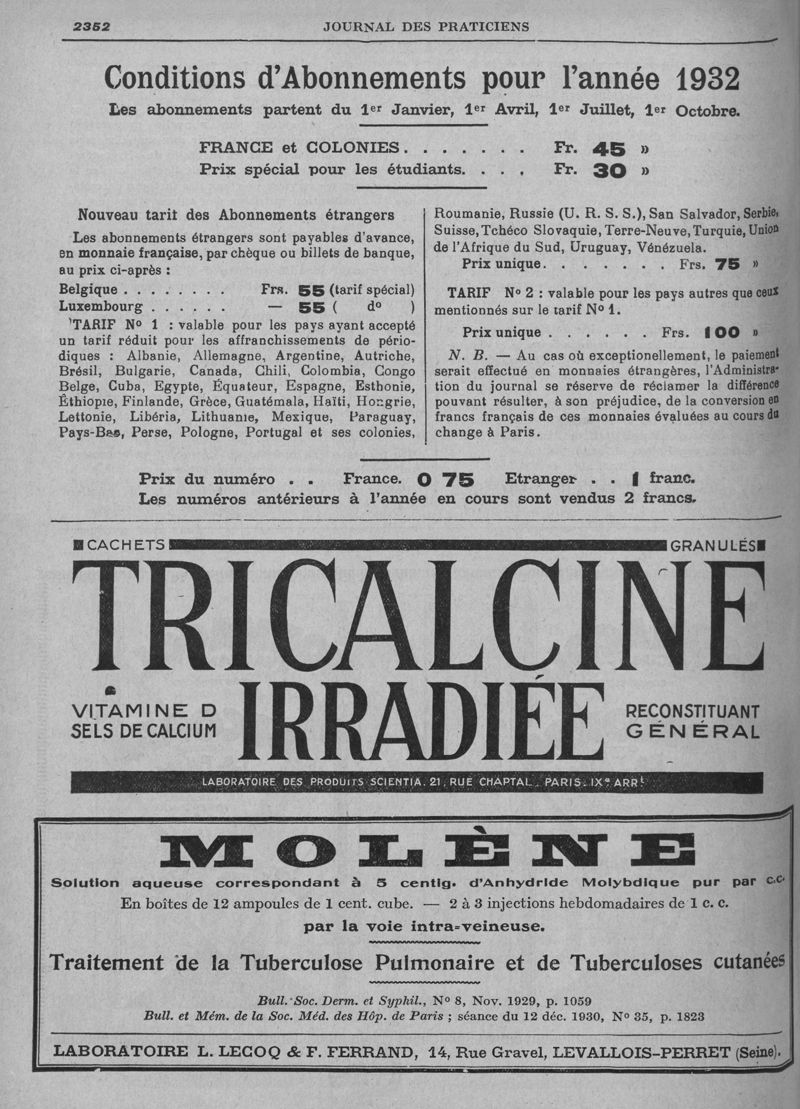 2352
JOURNAL DES PRATICIENS
Conditions d'Abonnements pour l'année 1932
Les abonnements partent du 1er Janvier, 1er Avril, 1er Juillet, 1er Octobre.
FRANCE et COLONIES. . . . . . . Fr. 45 »
Prix spécial pour les étudiants. . . . Fr. 30 »
Nouveau tarif des Abonnements étrangers
Les abonnements étrangers sont payables d'avance,
en monnaie française, par chèque ou billets de banque,
au prix ci-après :
Belgique . . . . . . . . Frs. 55 (tarif spécial)
Luxembourg . . . . . . — 55 ( do )
TARIF No 1 : valable pour les pays ayant accepté
un tarif réduit pour les affranchissements de pério-
diques : Albanie, Allemagne, Argentine, Autriche,
Brésil, Bulgarie, Canada, Chili, Colombia, Congo
Belge, Cuba, Egypte, Équateur, Espagne, Esthonie,
Éthiopie, Finlande, Grèce, Guatémala, Haïti, Hongrie,
Lettonie, Libéria, Lithuanie, Mexique, Paraguay,
Pays-Bas, Perse, Pologne, Portugal et ses colonies,
Roumanie, Russie (U. R. S. S.), San Salvador, Serbie,
Suisse, Tchéco Slovaquie, Terre-Neuve, Turquie, Union
de l'Afrique du Sud, Uruguay, Vénézuela.
Prix unique. . . . . . . . Frs. 75 »
TARIF No 2 : valable pour les pays autres que ceux
mentionnés sur le tarif No 1.
Prix unique . . . . . . Frs. 100 »
N. B. — Au cas où exceptionellement, le paiement
serait effectué en monnaies étrangères, l'Administra-
tion du journal se réserve de réclamer la différence
pouvant résulter, à son préjudice, de la conversion en
francs français de ces monnaies évaluées au cours du
change à Paris.
Prix du numéro . . France. 0 75 Etranger . . 1 franc.
Les numéros antérieurs à l'année en cours sont vendus 2 francs.
CACHETS GRANULÉS
TRICALCINE
VITAMINE D
SELS DE CALCIUM
IRRADIÉE
RECONSTITUANT
GÉNÉRAL
LABORATOIRE DES PRODUITS SCIENTIA. 21, RUE CHAPTAL. PARIS. IXe ARRt
MOLÈNE
Solution aqueuse correspondant à 5 centig. d'Anhydride Molybdique pur par c.c.
En boîtes de 12 ampoules de 1 cent. cube. — 2 à 3 injections hebdomadaires de 1 c. c.
par la voie intra-veineuse.
Traitement de la Tuberculose Pulmonaire et de Tuberculoses cutanées
Bull. Soc. Derm. et Syphil., No 8, Nov. 1929, p. 1059
Bull. et Mém. de la Soc. Méd. des Hôp. de Paris ; séance du 12 déc. 1930, No 35, p. 1823
LABORATOIRE L. LECOQ & F. FERRAND, 14, Rue Gravel, LEVALLOIS-PERRET (Seine).